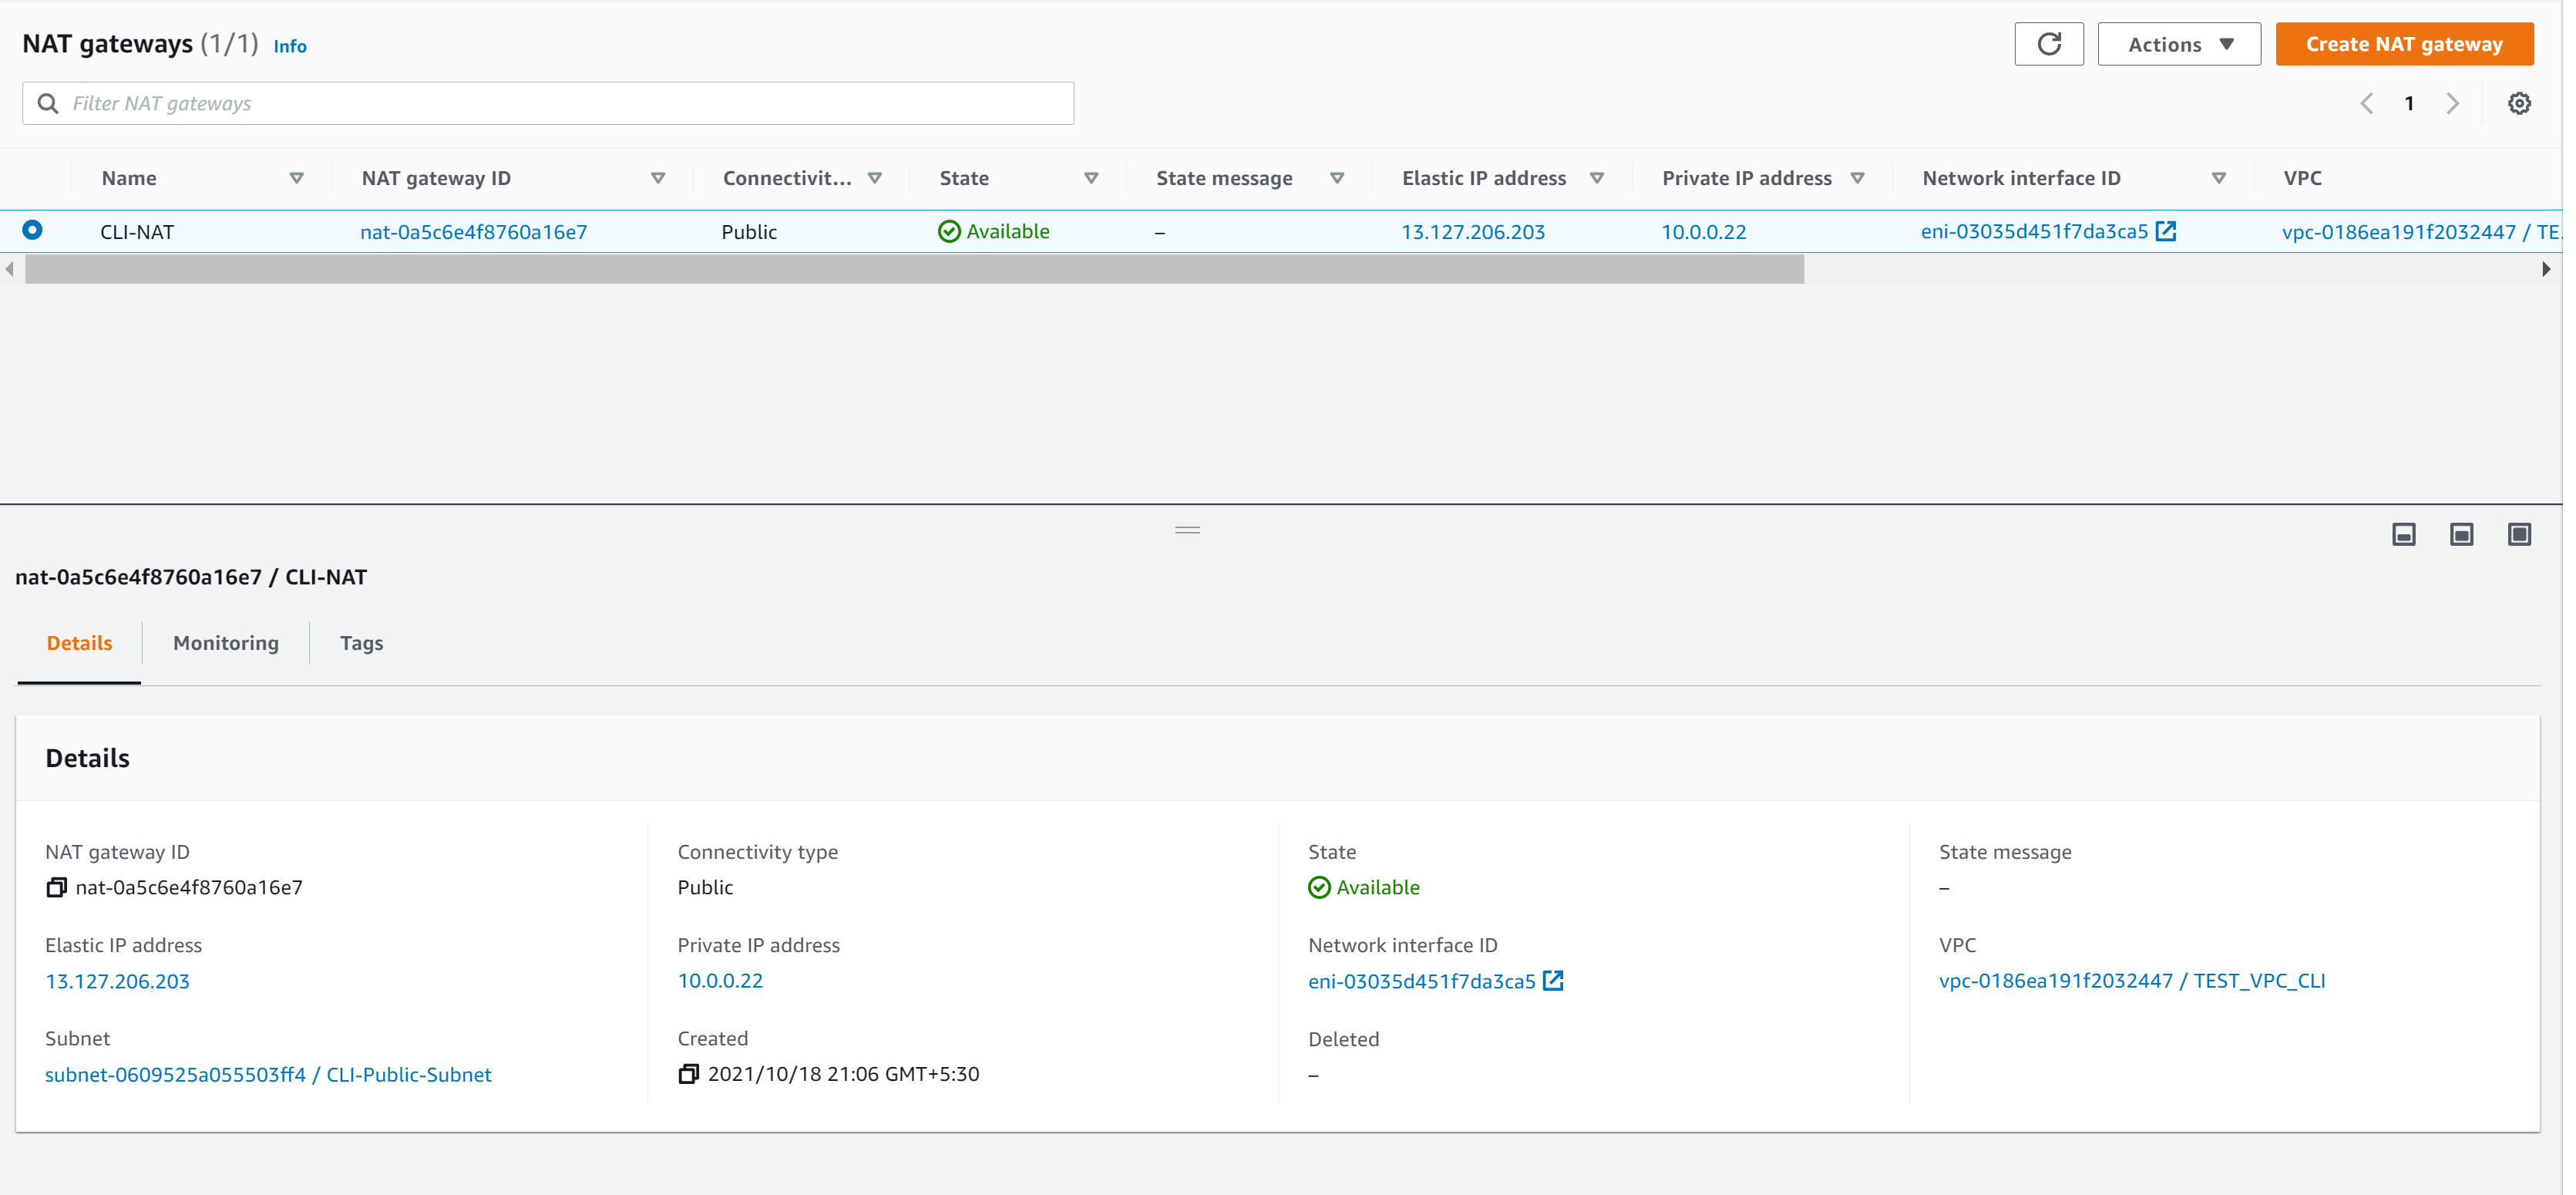 NAT gateways (1/1) Info
Actions
Create NAT gateway
Filter NAT gateways
1
Name NAT gateway ID Connectivit... State State message Elastic IP address Private IP address Network interface ID VPC
CLI-NAT nat-0a5c6e4f8760a16e7 Public Available – 13.127.206.203 10.0.0.22 eni-03035d451f7da3ca5 vpc-0186ea191f2032447 / TE.
nat-0a5c6e4f8760a16e7 / CLI-NAT
Details Monitoring Tags
Details
NAT gateway ID Connectivity type State State message
nat-0a5c6e4f8760a16e7 Public Available –
Elastic IP address Private IP address Network interface ID VPC
13.127.206.203 10.0.0.22 eni-03035d451f7da3ca5 vpc-0186ea191f2032447 / TEST_VPC_CLI
Subnet Created Deleted
subnet-0609525a055503ff4 / CLI-Public-Subnet 2021/10/18 21:06 GMT+5:30 –